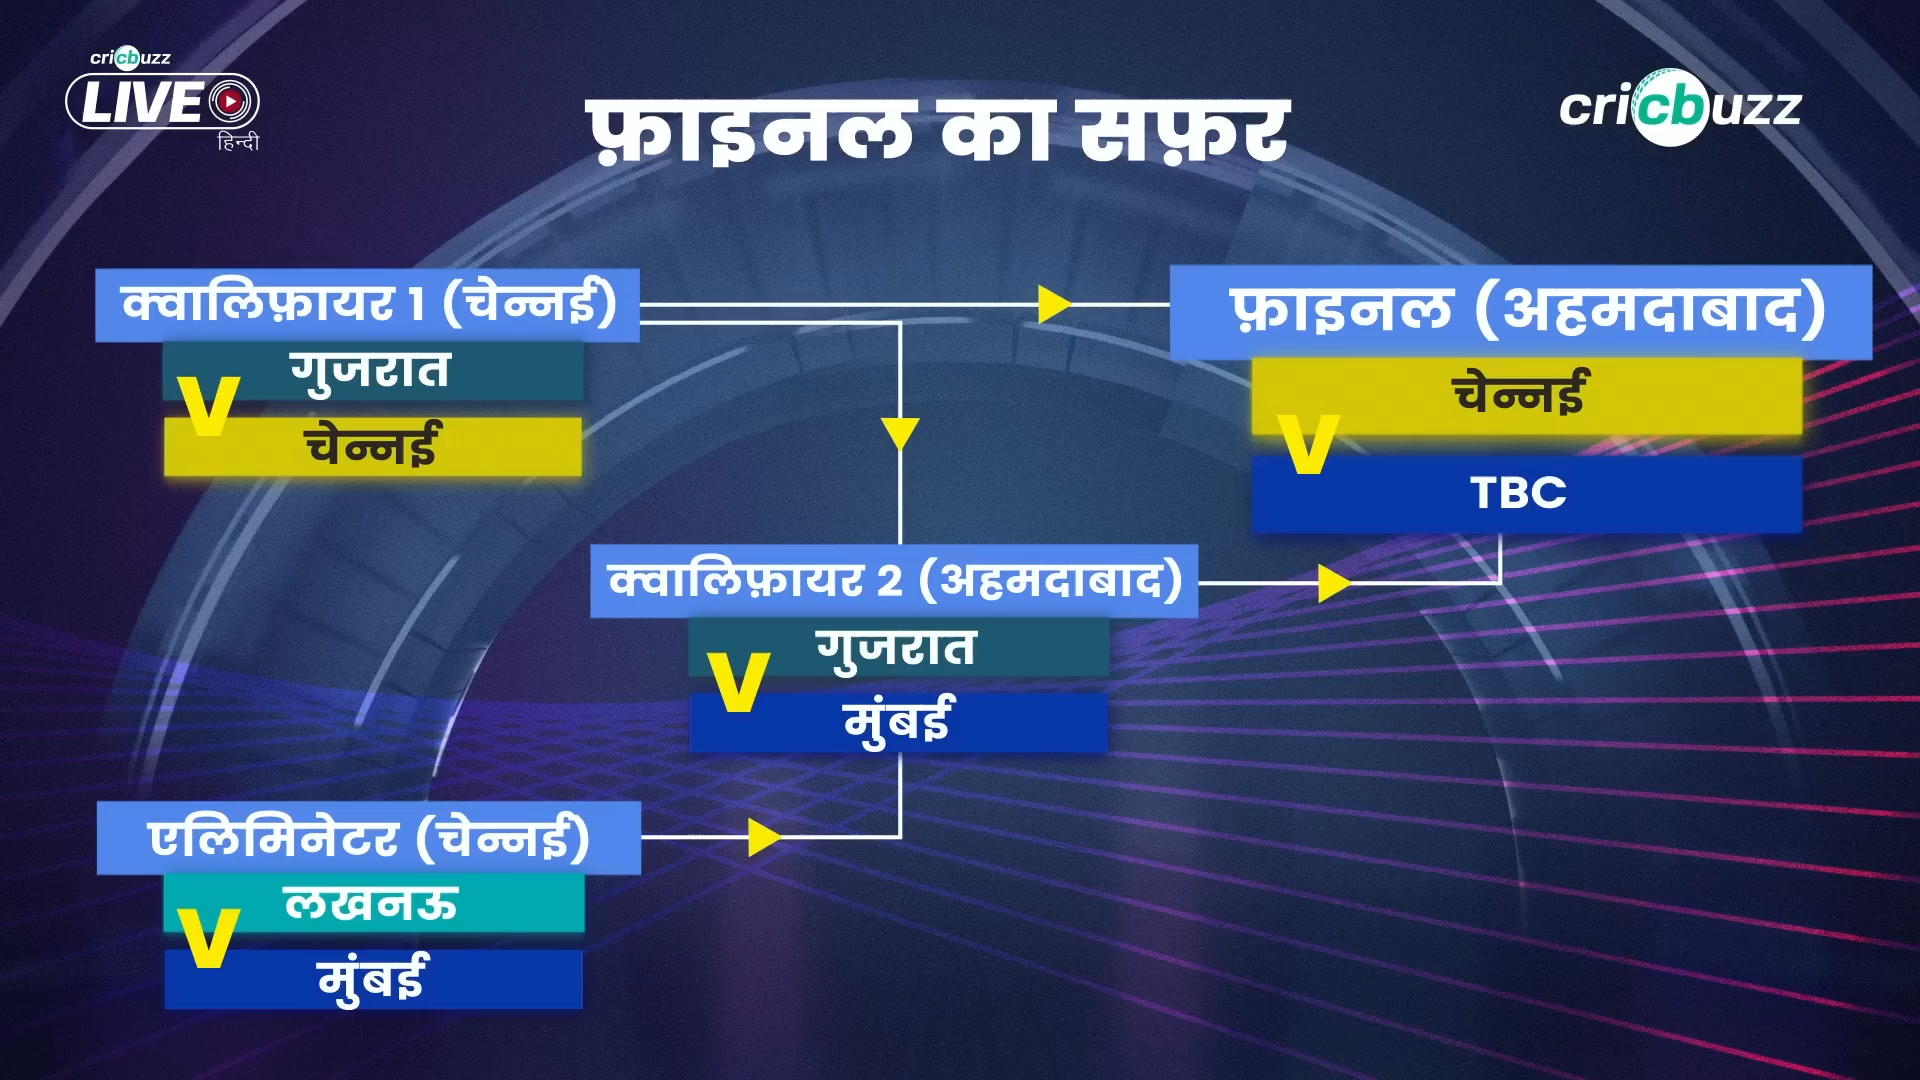 cricbuzz
LIVE
हिन्दी
फ़ाइनल का सफ़र
cricbuzz
क्वालिफ़ायर 1 (चेन्नई)
गुजरात
V
चेन्नई
फ़ाइनल (अहमदाबाद)
चेन्नई
V
TBC
क्वालिफ़ायर 2 (अहमदाबाद)
गुजरात
V
मुंबई
एलिमिनेटर (चेन्नई)
लखनऊ
V
मुंबई